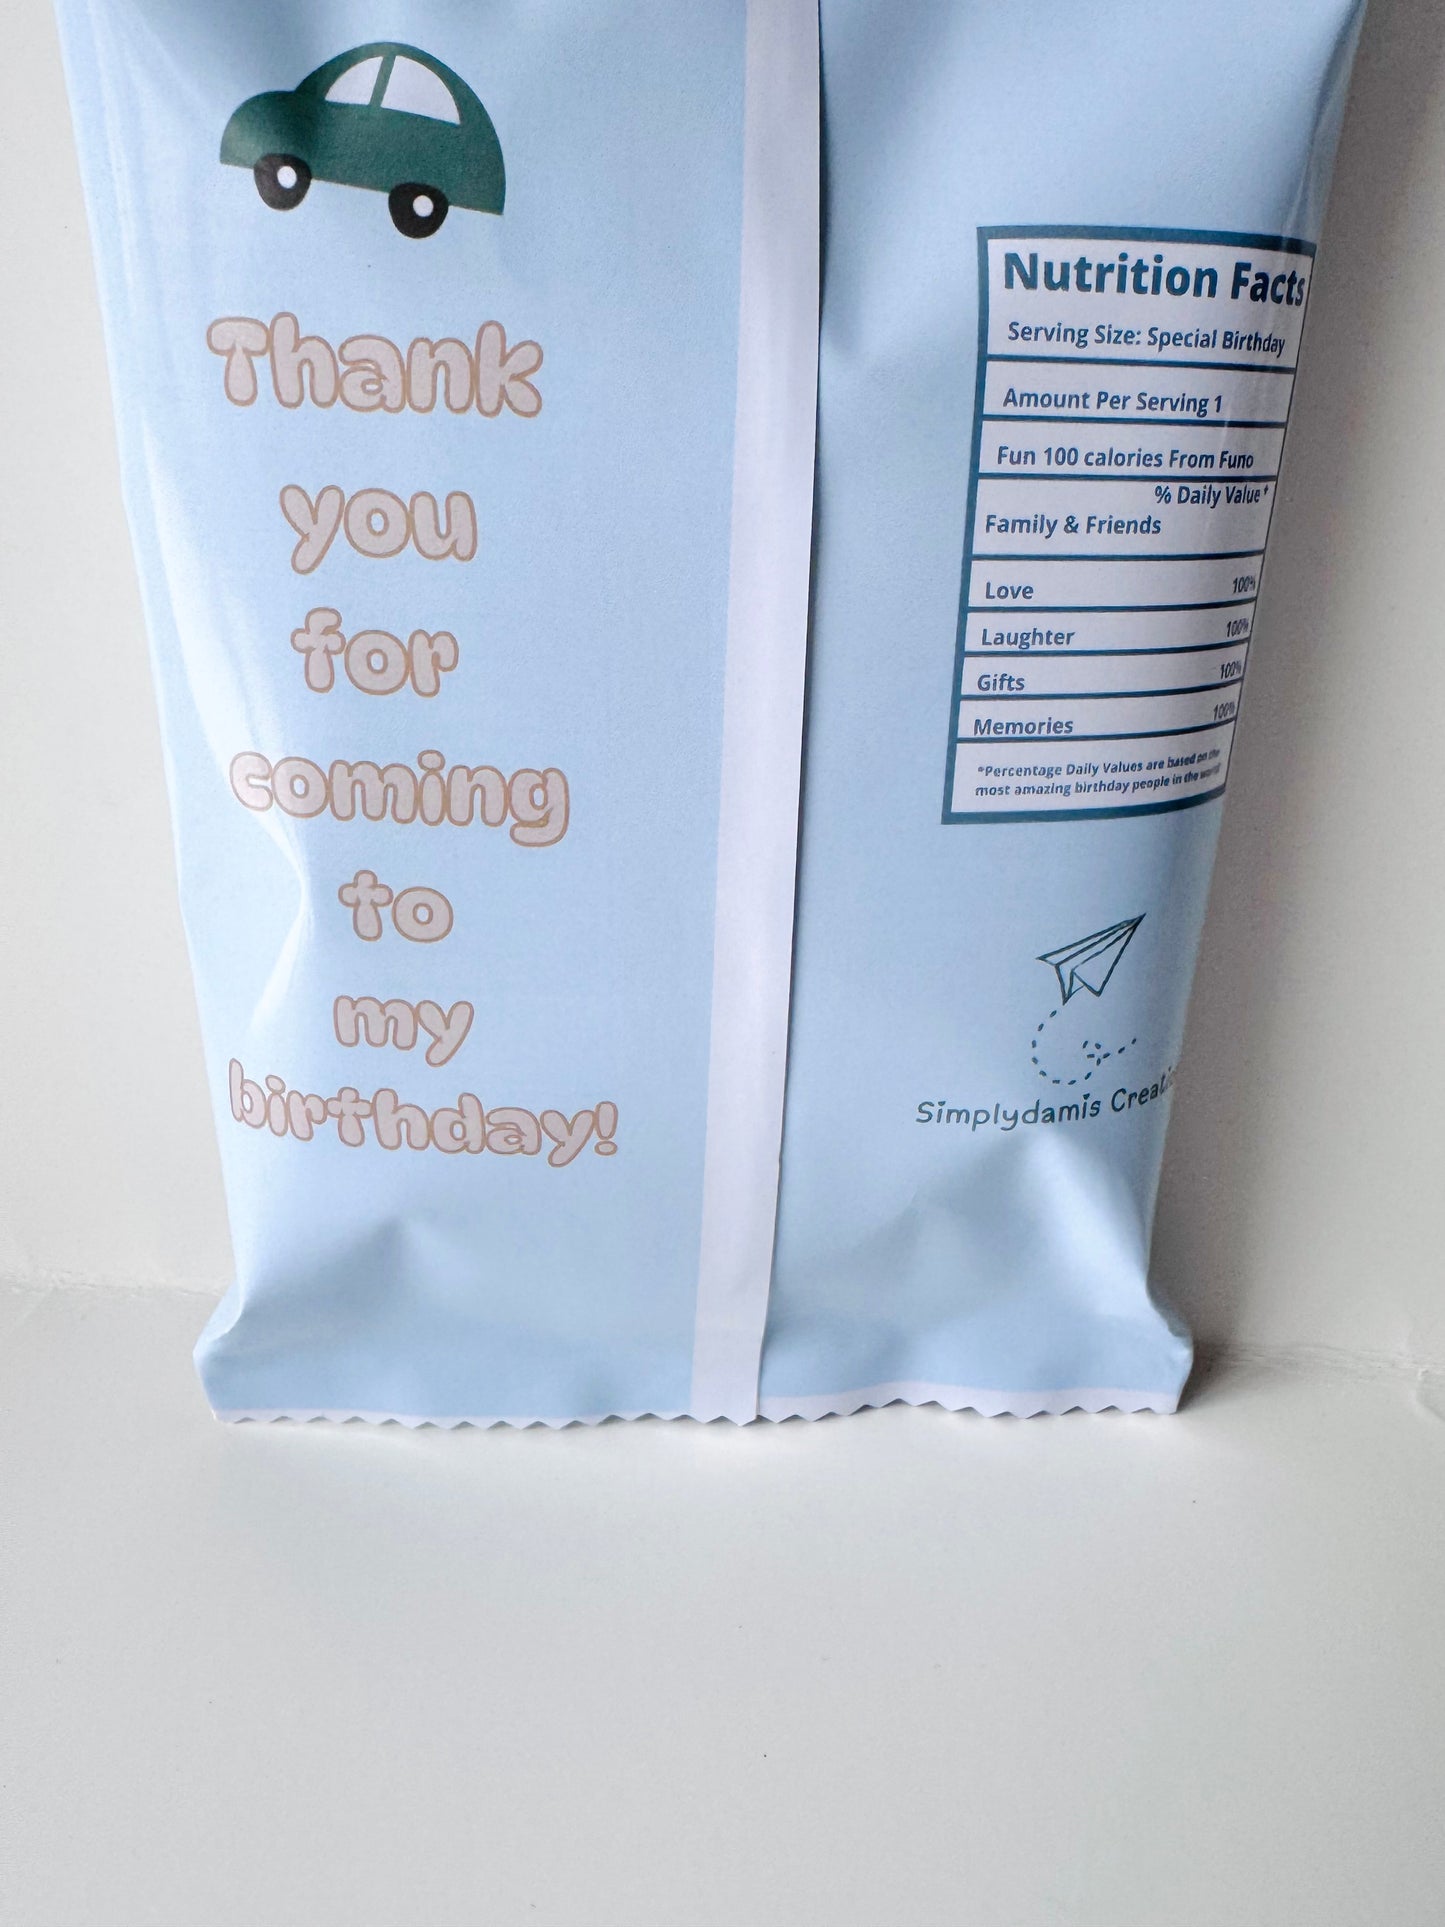 Thank
you
for
coming
to
my
birthday!
Nutrition Facts
Serving Size: Special Birthday
Amount Per Serving 1
Fun 100 calories From Funo
% Daily Value*
Family & Friends
Love 100%
Laughter 100%
Gifts 100%
Memories 100%
*Percentage Daily Values are based on the
most amazing birthday people in the world
Simplydamis